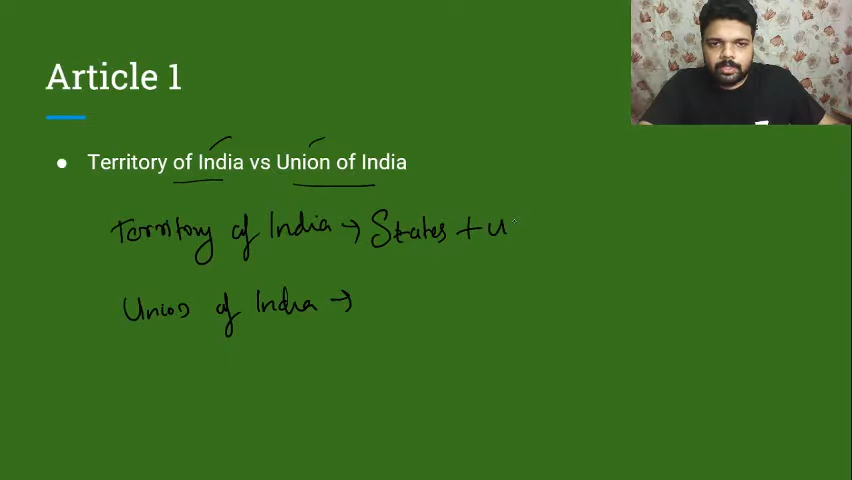 Article 1
● Territory of India vs Union of India
Territory of India → States + U
Union of India →